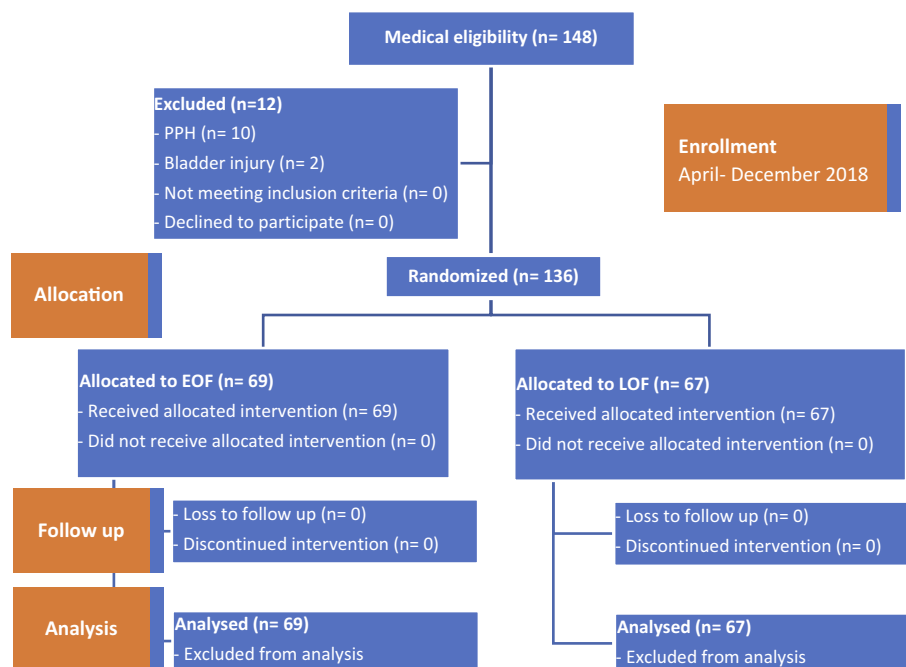 Medical eligibility (n= 148)
Excluded (n=12)
- PPH (n= 10)
- Bladder injury (n= 2)
- Not meeting inclusion criteria (n= 0)
- Declined to participate (n= 0)
Enrollment
April- December 2018
Randomized (n= 136)
Allocation
Allocated to EOF (n= 69)
- Received allocated intervention (n= 69)
- Did not receive allocated intervention (n= 0)
Allocated to LOF (n= 67)
- Received allocated intervention (n= 67)
- Did not receive allocated intervention (n= 0)
Follow up
- Loss to follow up (n= 0)
- Discontinued intervention (n= 0)
- Loss to follow up (n= 0)
- Discontinued intervention (n= 0)
Analysis
Analysed (n= 69)
- Excluded from analysis
Analysed (n= 67)
- Excluded from analysis